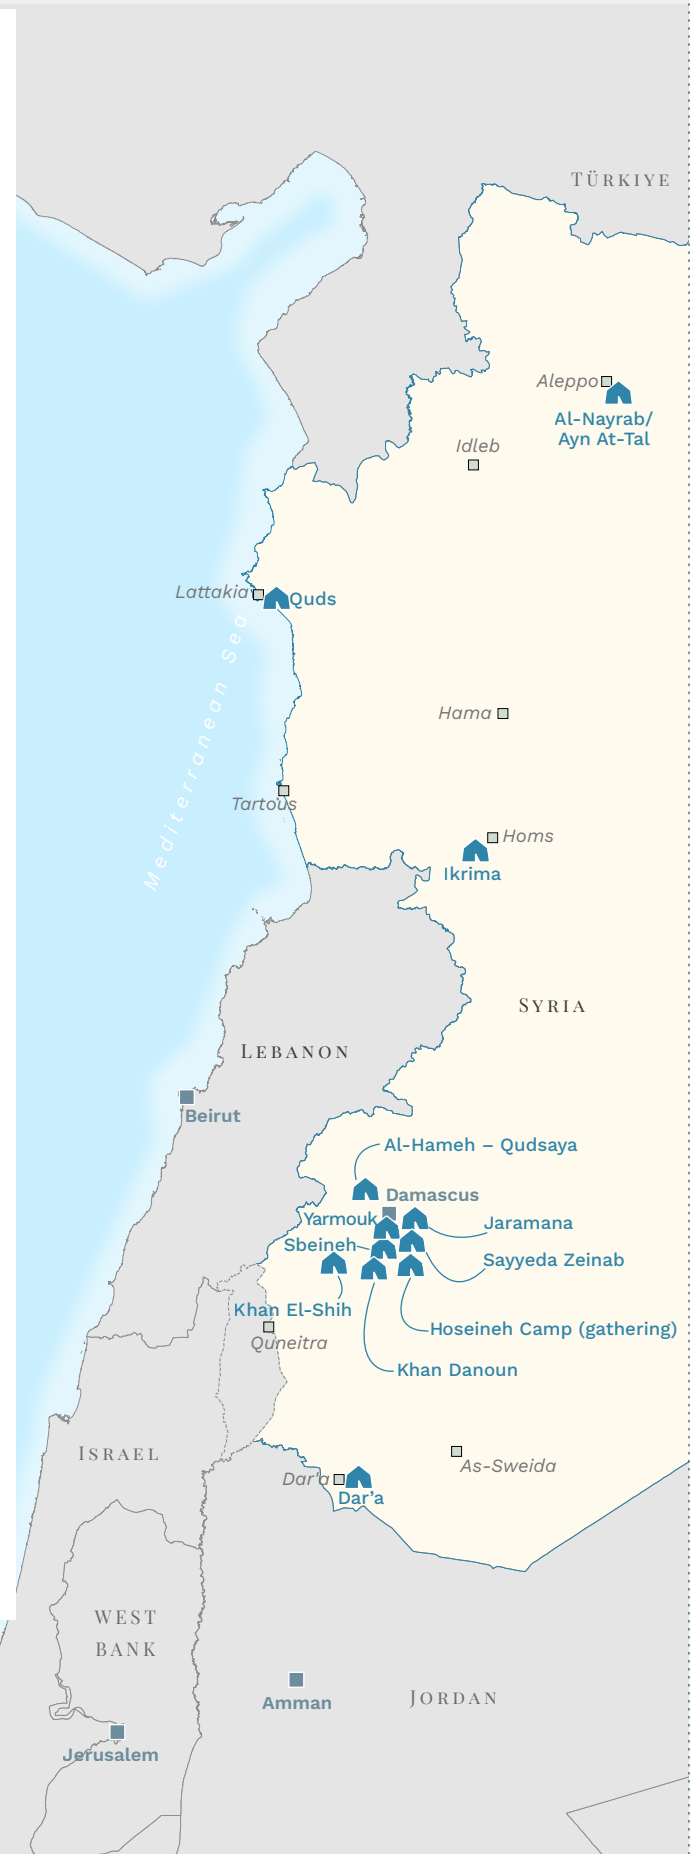 TÜRKIYE
Aleppo
Al-Nayrab/
Ayn At-Tal
Idleb
Lattakia
Quds
Mediterranean Sea
Hama
Tartous
Homs
Ikrima
SYRIA
LEBANON
Beirut
Al-Hameh – Qudsaya
Damascus
Yarmouk
Jaramana
Sbeineh
Sayyeda Zeinab
Khan El-Shih
Hoseineh Camp (gathering)
Quneitra
Khan Danoun
ISRAEL
As-Sweida
Dar'a
Dar’a
WEST
BANK
Amman
JORDAN
Jerusalem